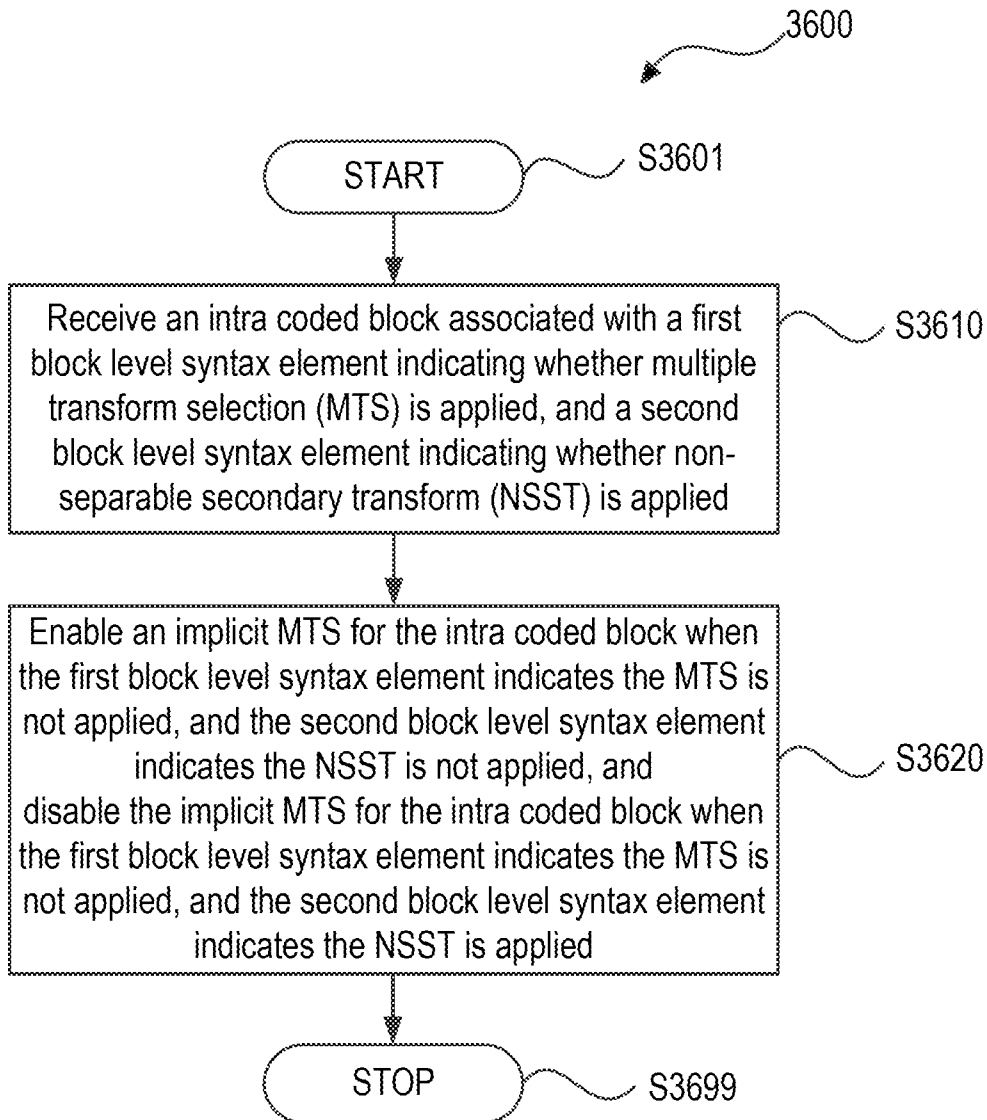 3600
START
S3601
Receive an intra coded block associated with a first
block level syntax element indicating whether multiple
transform selection (MTS) is applied, and a second
block level syntax element indicating whether non-
separable secondary transform (NSST) is applied
S3610
Enable an implicit MTS for the intra coded block when
the first block level syntax element indicates the MTS is
not applied, and the second block level syntax element
indicates the NSST is not applied, and
disable the implicit MTS for the intra coded block when
the first block level syntax element indicates the MTS is
not applied, and the second block level syntax element
indicates the NSST is applied
S3620
STOP
S3699